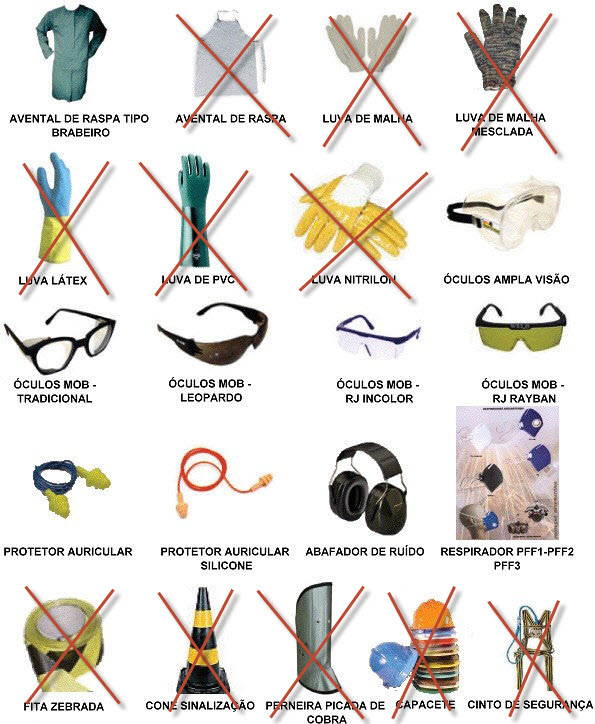 AVENTAL DE RASPA TIPO
BRABEIRO
AVENTAL DE RASPA
LUVA DE MALHA
LUVA DE MALHA
MESCLADA
LUVA LÁTEX
LUVA DE PVC
LUVA NITRILON
ÓCULOS AMPLA VISÃO
ÓCULOS MOB -
TRADICIONAL
ÓCULOS MOB -
LEOPARDO
ÓCULOS MOB -
RJ INCOLOR
ÓCULOS MOB -
RJ RAYBAN
PROTETOR AURICULAR
PROTETOR AURICULAR
SILICONE
ABAFADOR DE RUÍDO
RESPIRADOR PFF1-PFF2
PFF3
FITA ZEBRADA
CONE SINALIZAÇÃO
PERNEIRA PICADA DE
COBRA
CAPACETE
CINTO DE SEGURANÇA